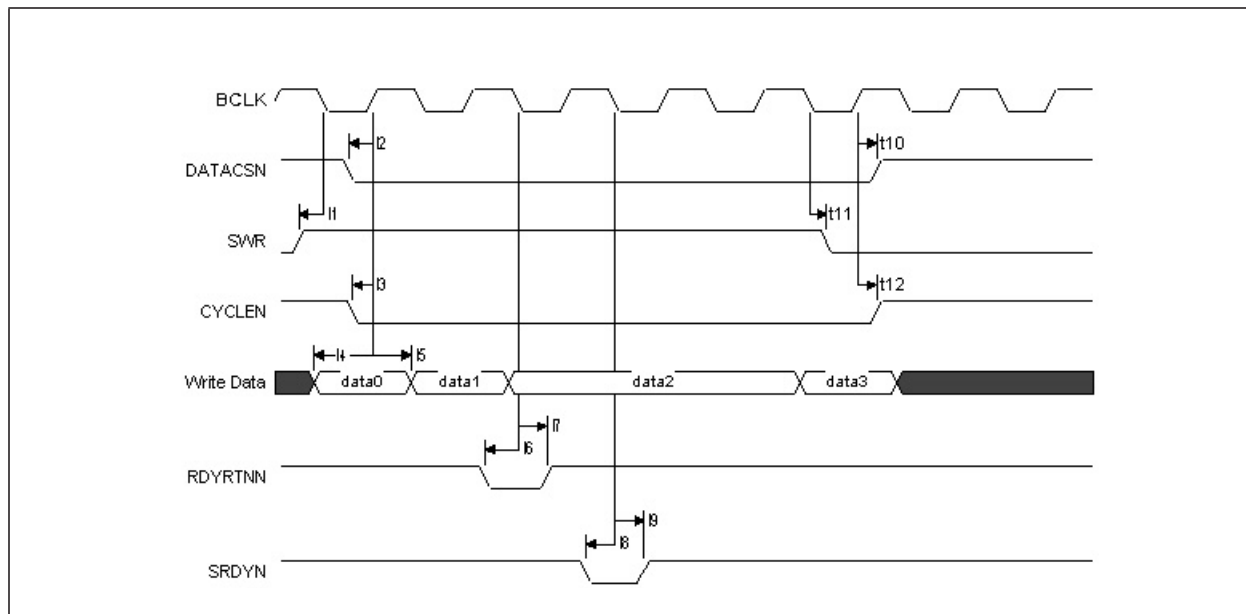 BCLK
t2
t10
DATACSN
t1
t11
SWR
t3
t12
CYCLEN
t4
t5
Write Data
data0
data1
data2
data3
t7
t6
RDYRTNN
t9
t8
SRDYN